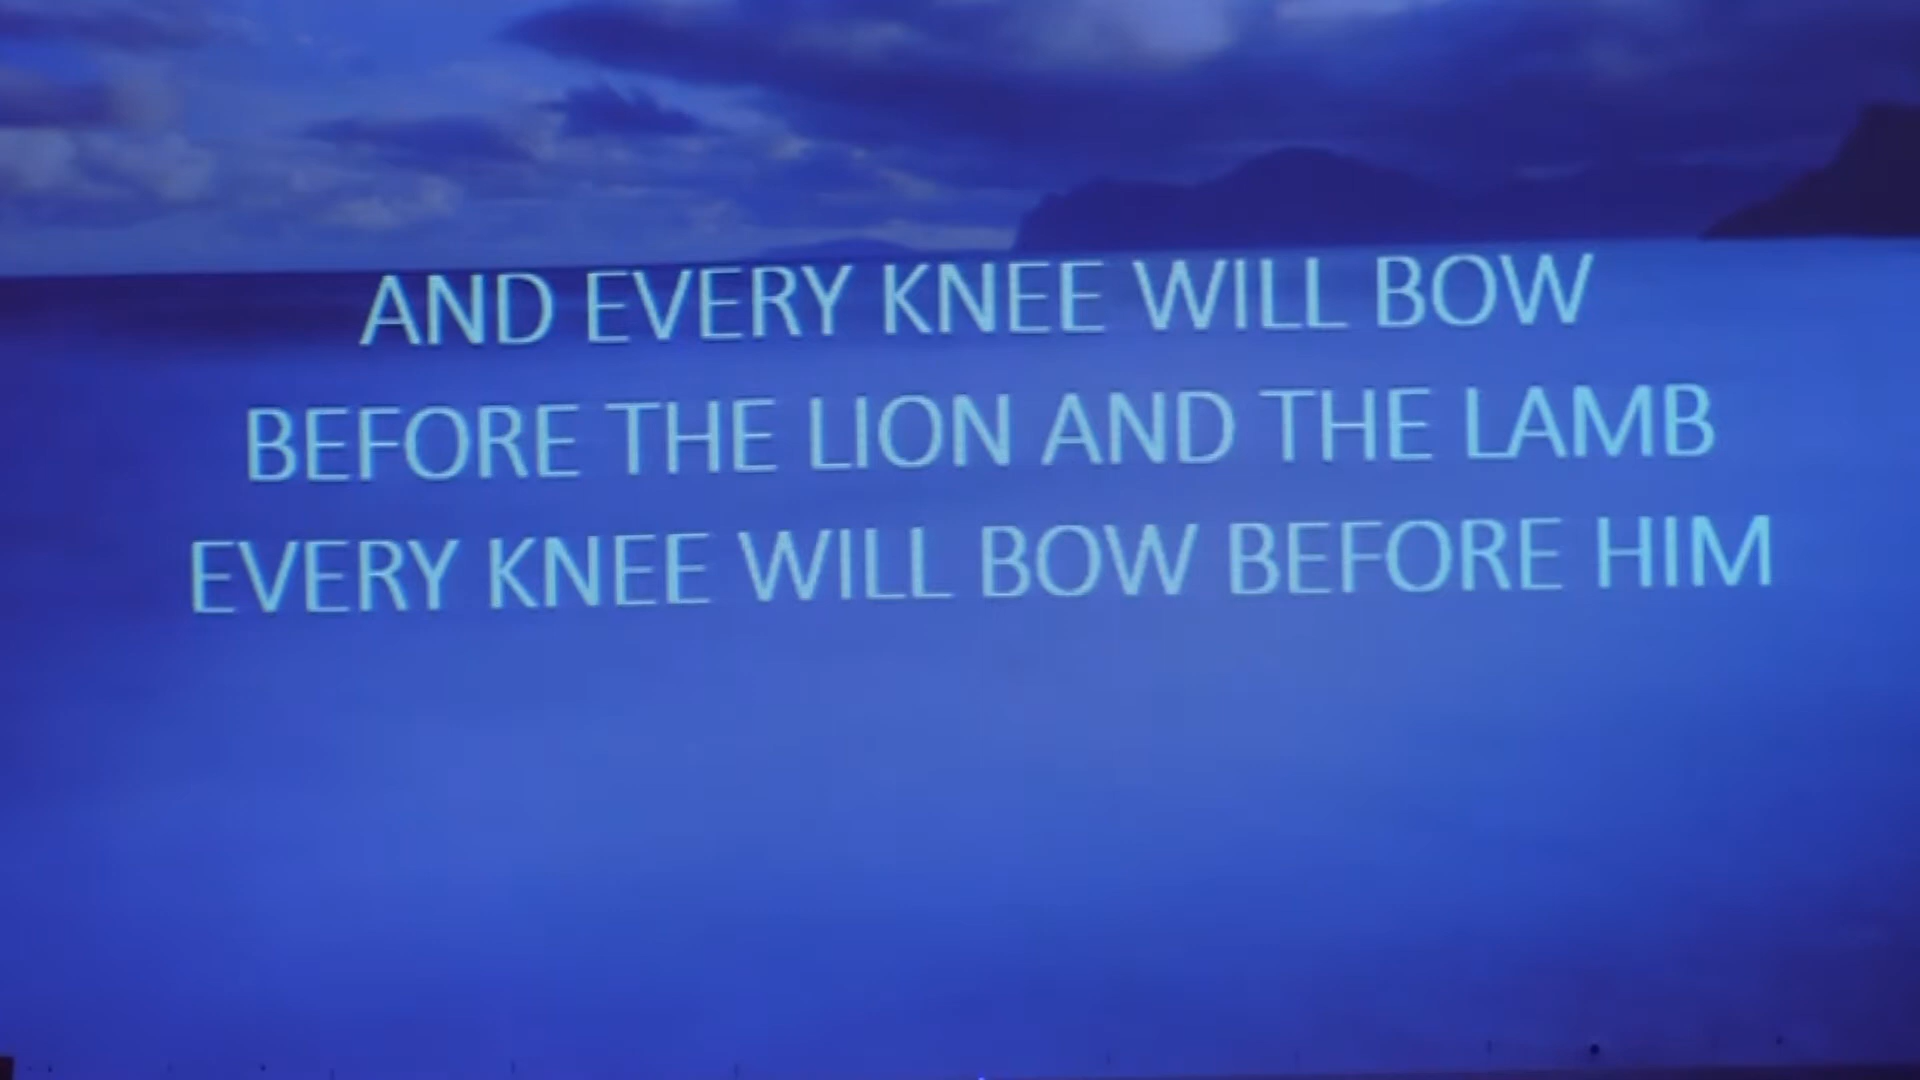 AND EVERY KNEE WILL BOW
BEFORE THE LION AND THE LAMB
EVERY KNEE WILL BOW BEFORE HIM